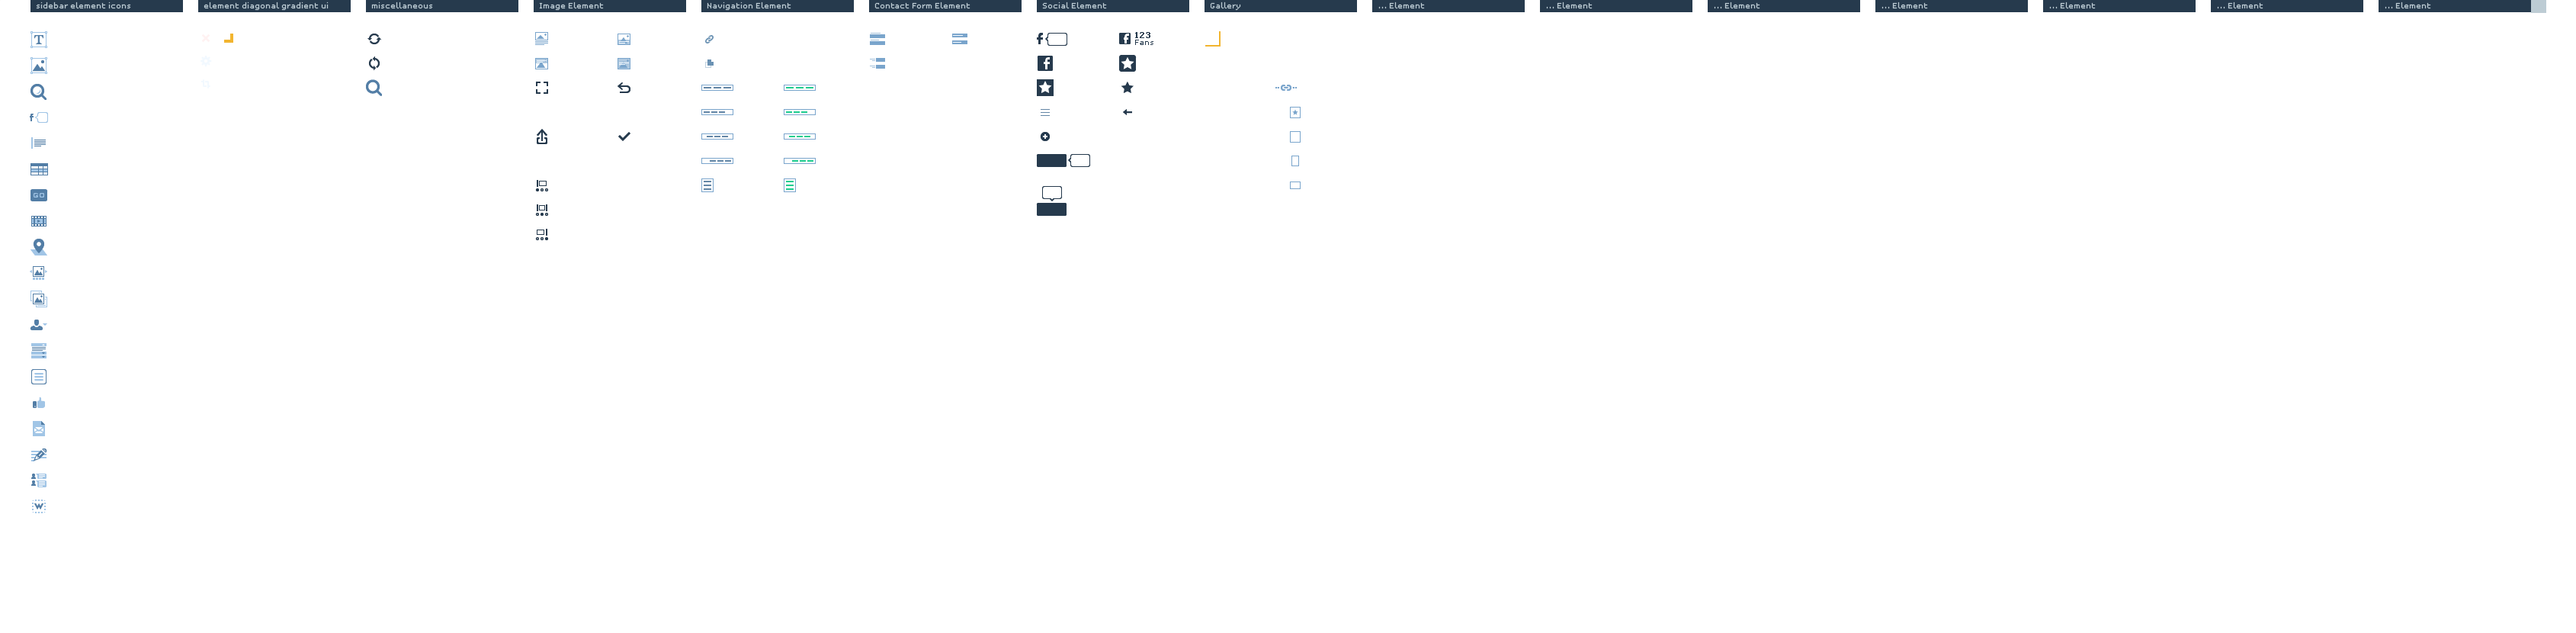 sidebar element icons
element diagonal gradient ui
miscellaneous
Image Element
Navigation Element
Contact Form Element
Social Element
Gallery
... Element
... Element
... Element
... Element
... Element
... Element
... Element
T
f
f
f 123
Fans
f
GO
W